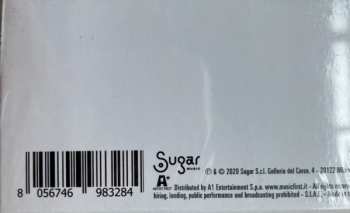 Sugar
MUSIC
℗ & © 2020 Sugar S.r.l. Galleria del Corso, 4 - 20122
A1
Distributed by A1 Entertainment S.p.a. www.musicfirst.it - All rights
hiring, lending, public performance and broadcasting prohibited - S.I.A.E. -
8 056746 983284